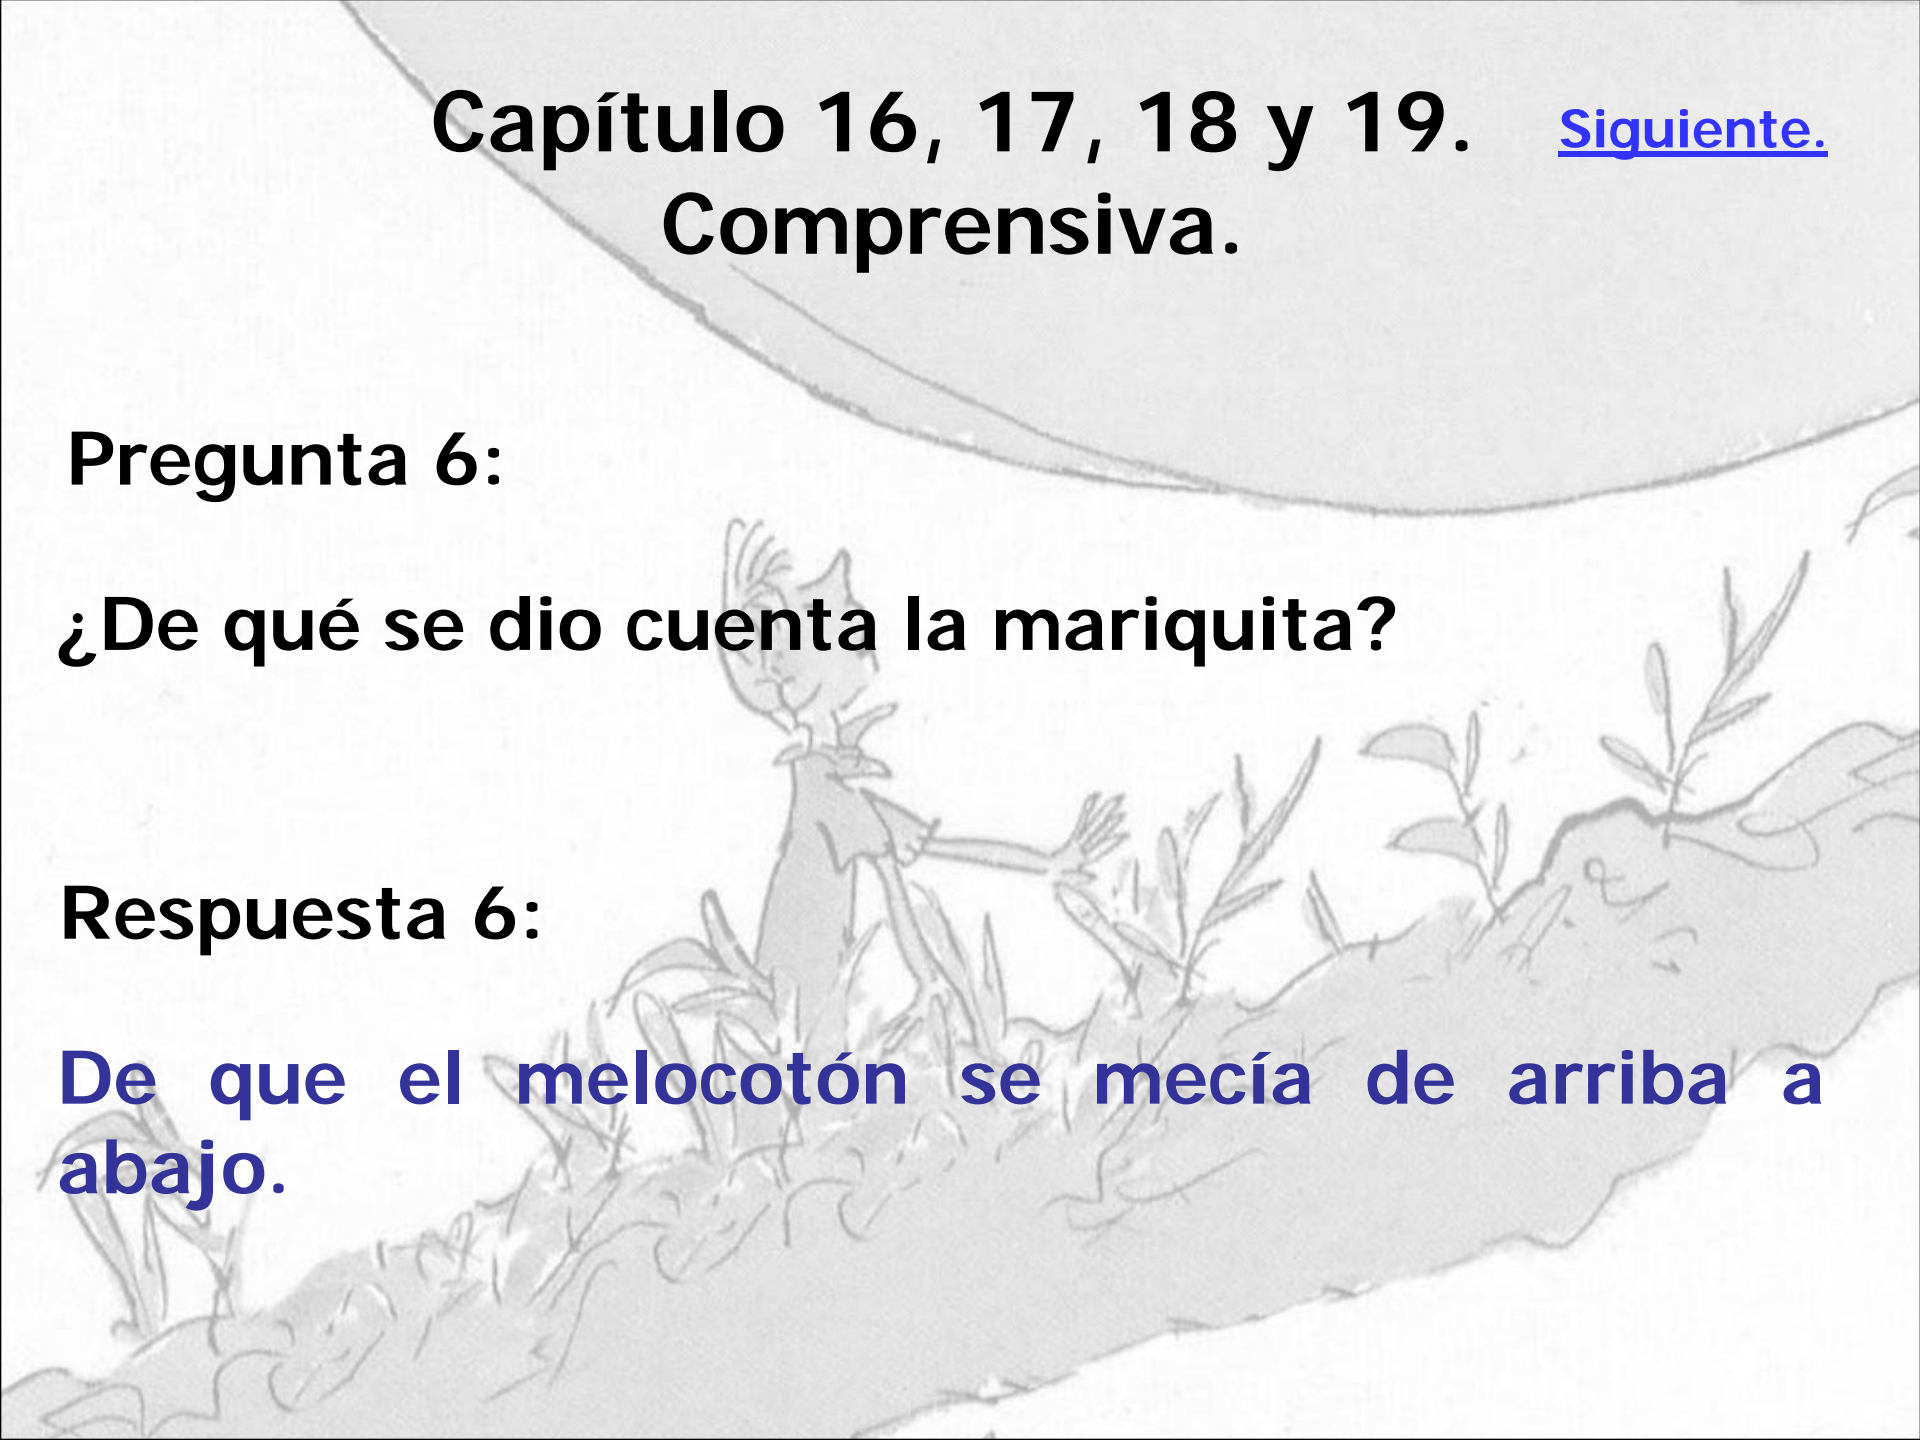 Capítulo 16, 17, 18 y 19. Siguiente.
Comprensiva.
Pregunta 6:
¿De qué se dio cuenta la mariquita?
Respuesta 6:
De que el melocotón se mecía de arriba a
abajo.